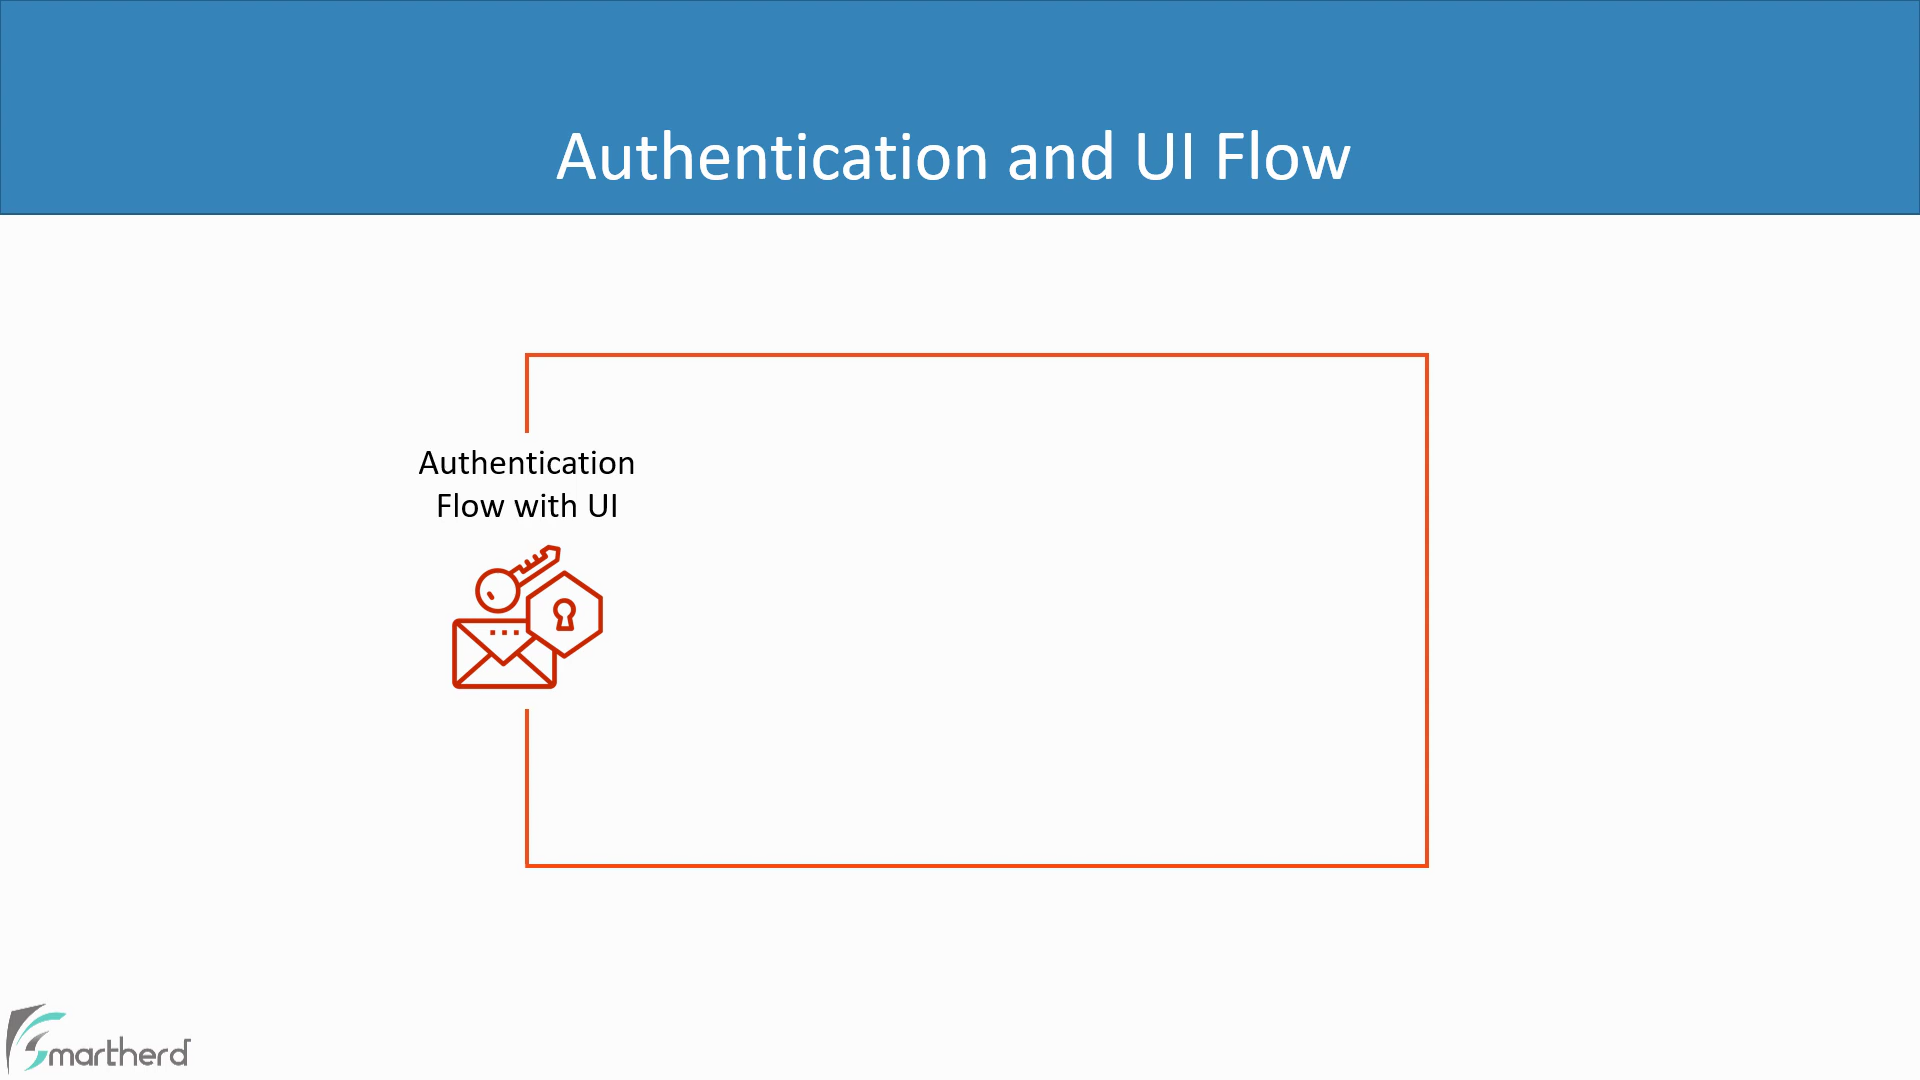 Authentication and UI Flow
Authentication
Flow with UI
Smartherd